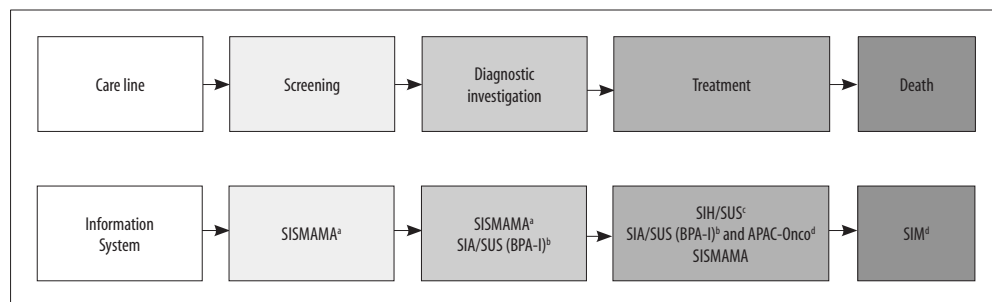 Care line
Screening
Diagnostic
investigation
Treatment
Death
Information
System
SISMAMAᵃ
SISMAMAᵃ
SIA/SUS (BPA-I)ᵇ
SIH/SUSᶜ
SIA/SUS (BPA-I)ᵇ and APAC-Oncoᵈ
SISMAMA
SIMᵈ